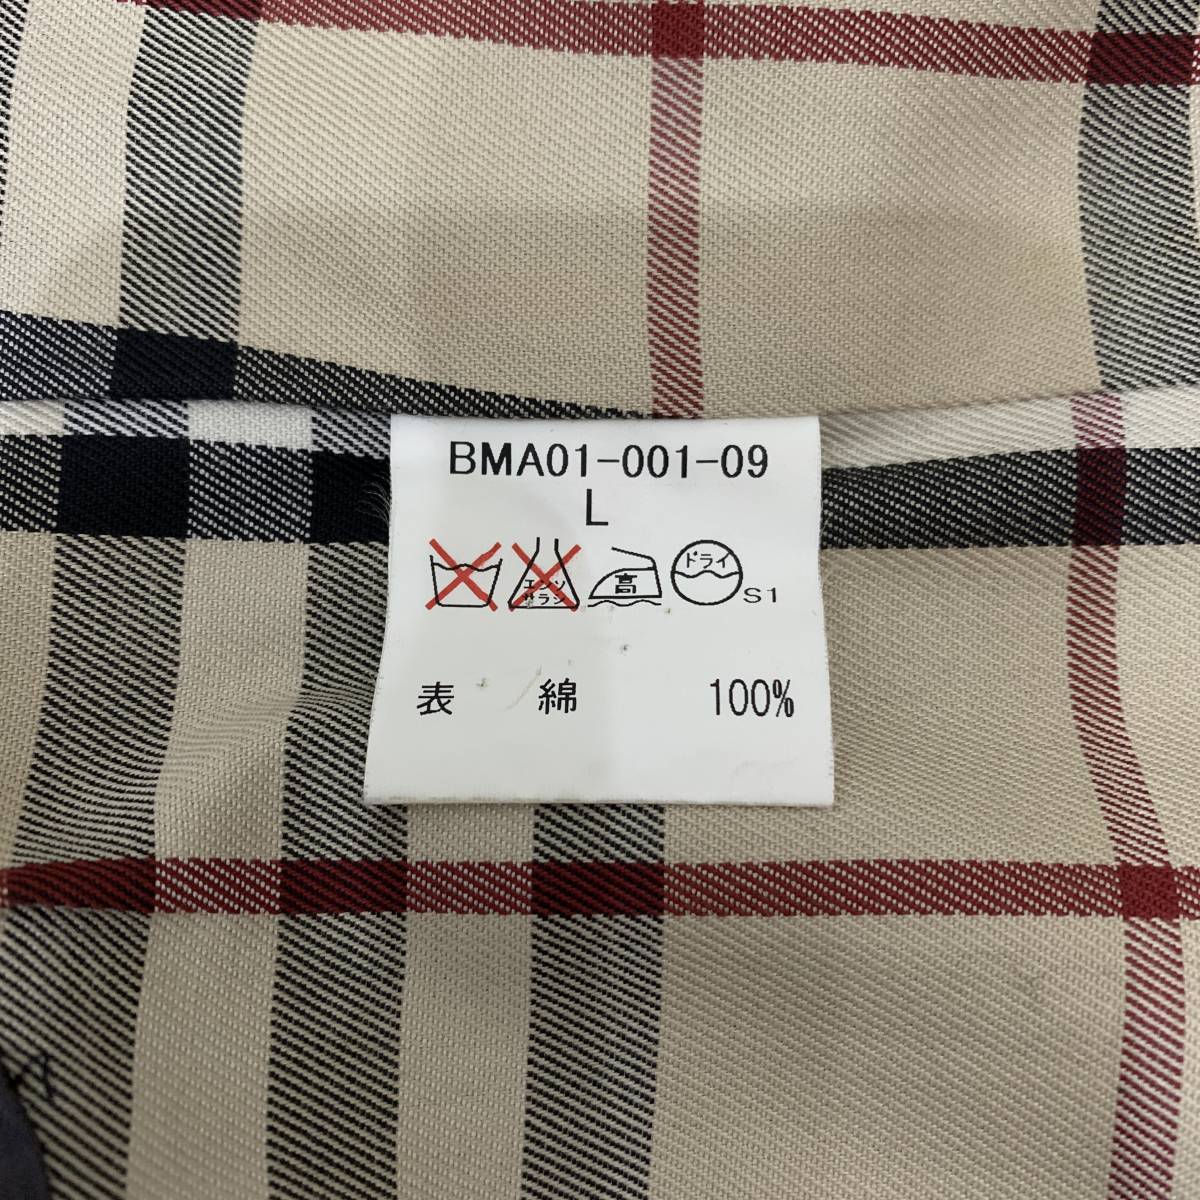 BMA01-001-09
L
エンソ
サラシ
高
ドライ
S1
表 綿 100%